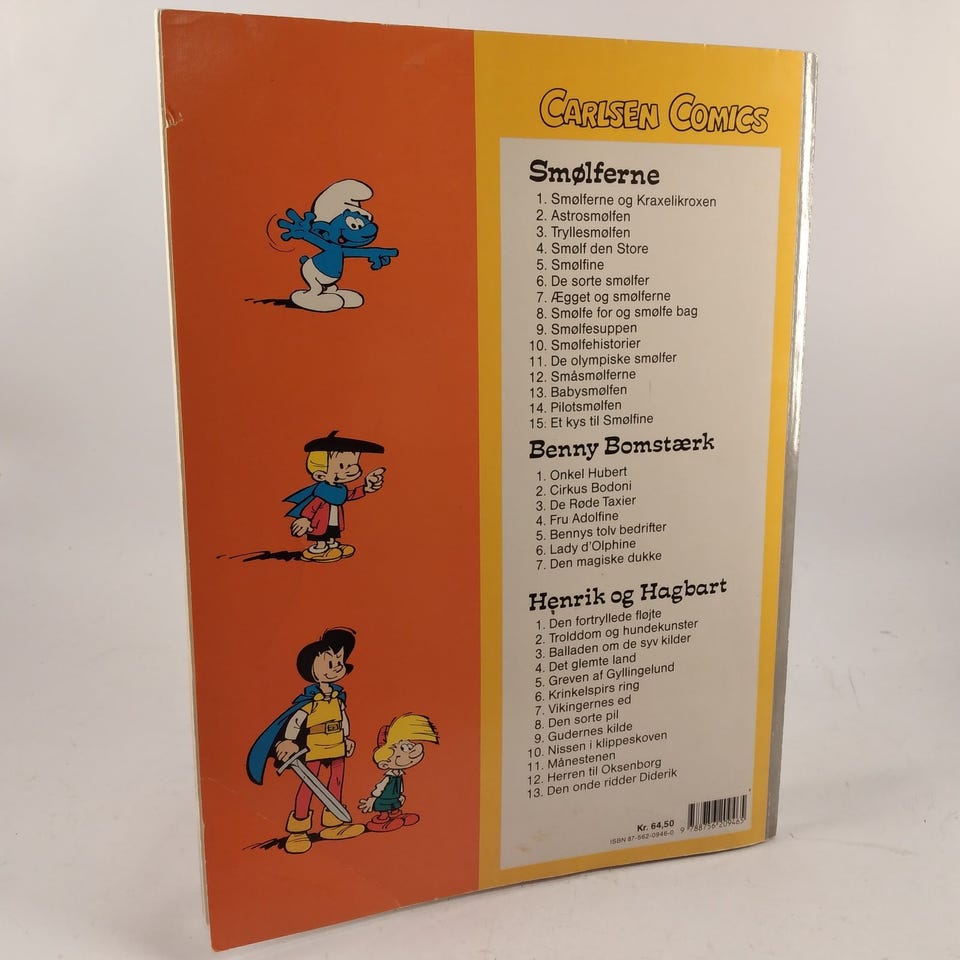 CARLSEN COMICS
Smølferne
1. Smølferne og Kraxelikroxen
2. Astrosmølfen
3. Tryllesmølfen
4. Smølf den Store
5. Smølfine
6. De sorte smølfer
7. Ægget og smølferne
8. Smølfe for og smølfe bag
9. Smølfesuppen
10. Smølfehistorier
11. De olympiske smølfer
12. Småsmølferne
13. Babysmølfen
14. Pilotsmølfen
15. Et kys til Smølfine
Benny Bomstærk
1. Onkel Hubert
2. Cirkus Bodoni
3. De Røde Taxier
4. Fru Adolfine
5. Bennys tolv bedrifter
6. Lady d'Olphine
7. Den magiske dukke
Henrik og Hagbart
1. Den fortryllede fløjte
2. Trolddom og hundekunster
3. Balladen om de syv kilder
4. Det glemte land
5. Greven af Gyllingelund
6. Krinkelspirs ring
7. Vikingernes ed
8. Den sorte pil
9. Gudernes kilde
10. Nissen i klippeskoven
11. Månestenen
12. Herren til Oksenborg
13. Den onde ridder Diderik
Kr. 64,50
ISBN 87-562-0946-0
9 788756 209465